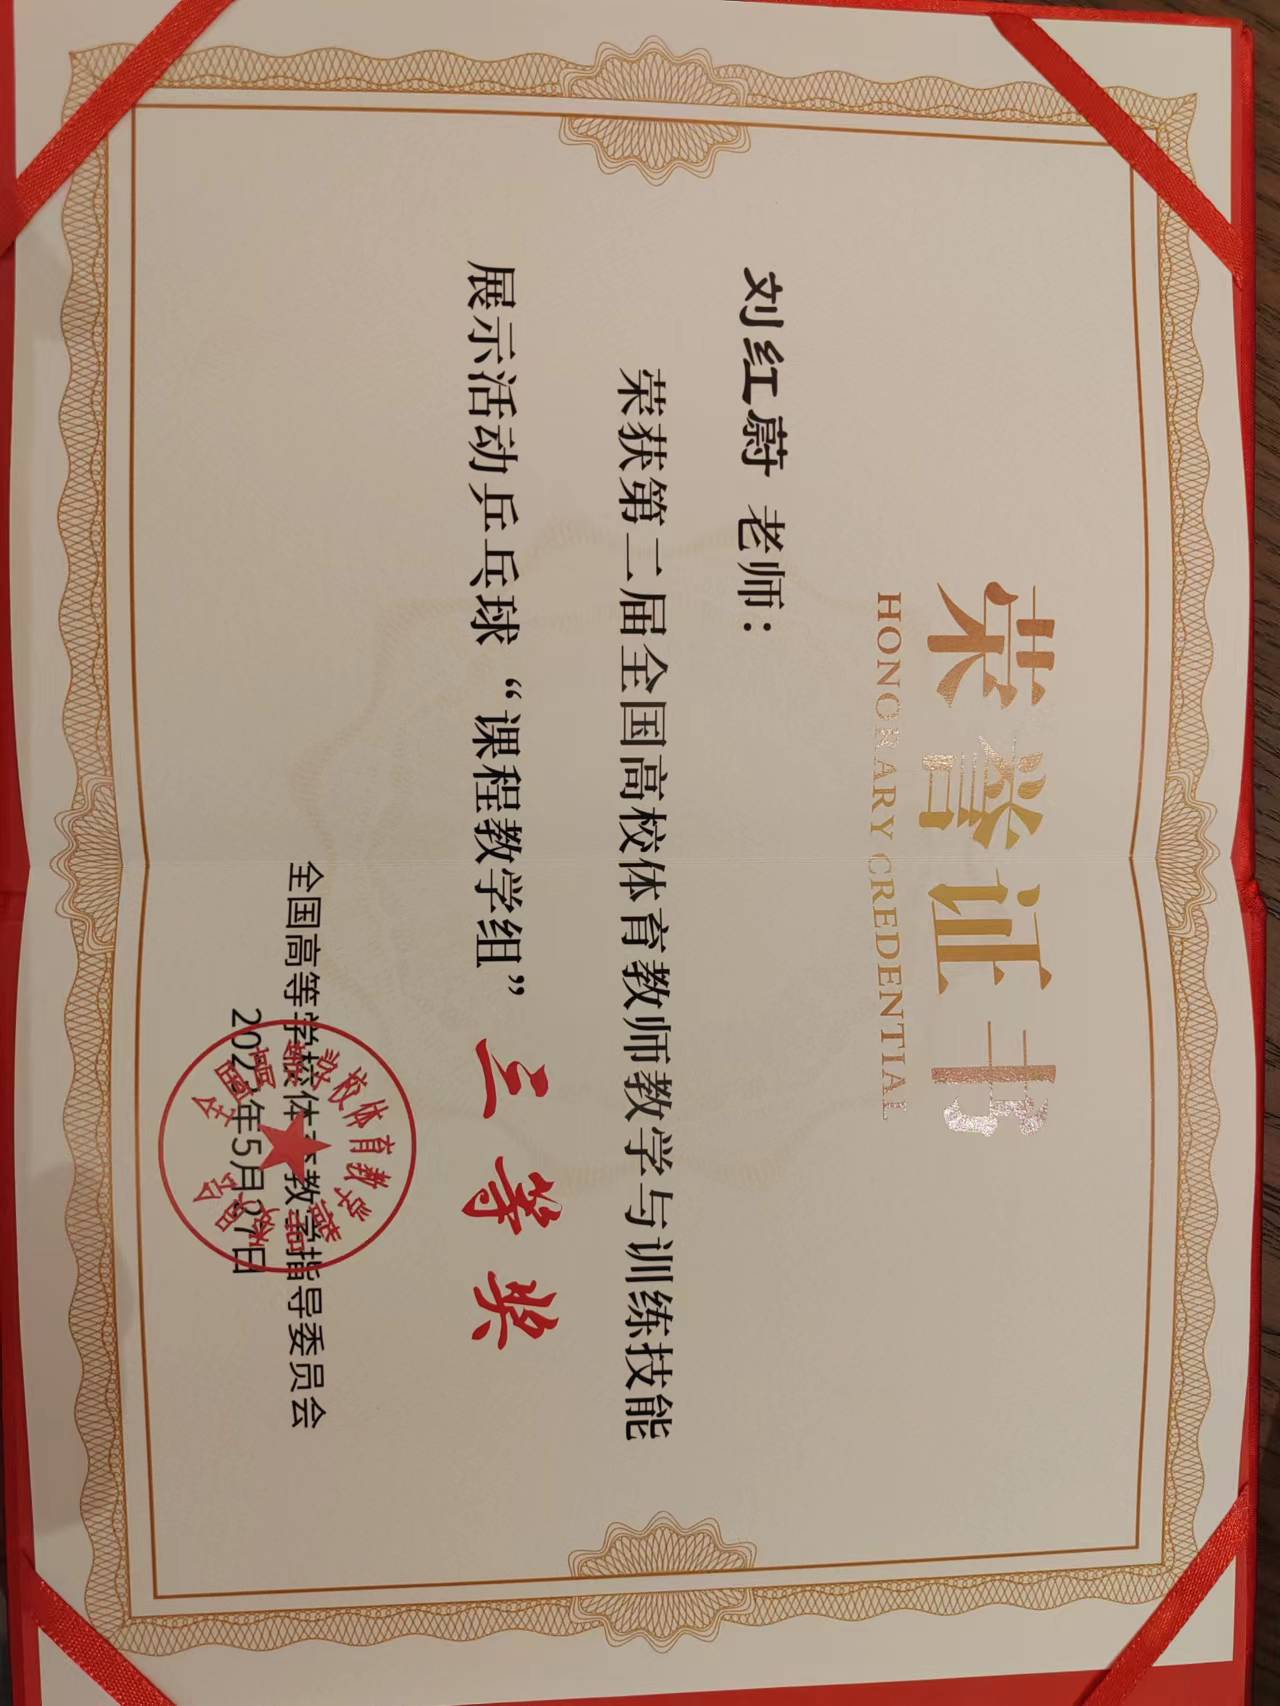 荣誉证书
HONORARY CREDENTIAL
刘红蔚 老师：
荣获第二届全国高校体育教师教学与训练技能
展示活动乒乓球“课程教学组” 三等奖
全国高等学校体育教学指导委员会
年5月27日